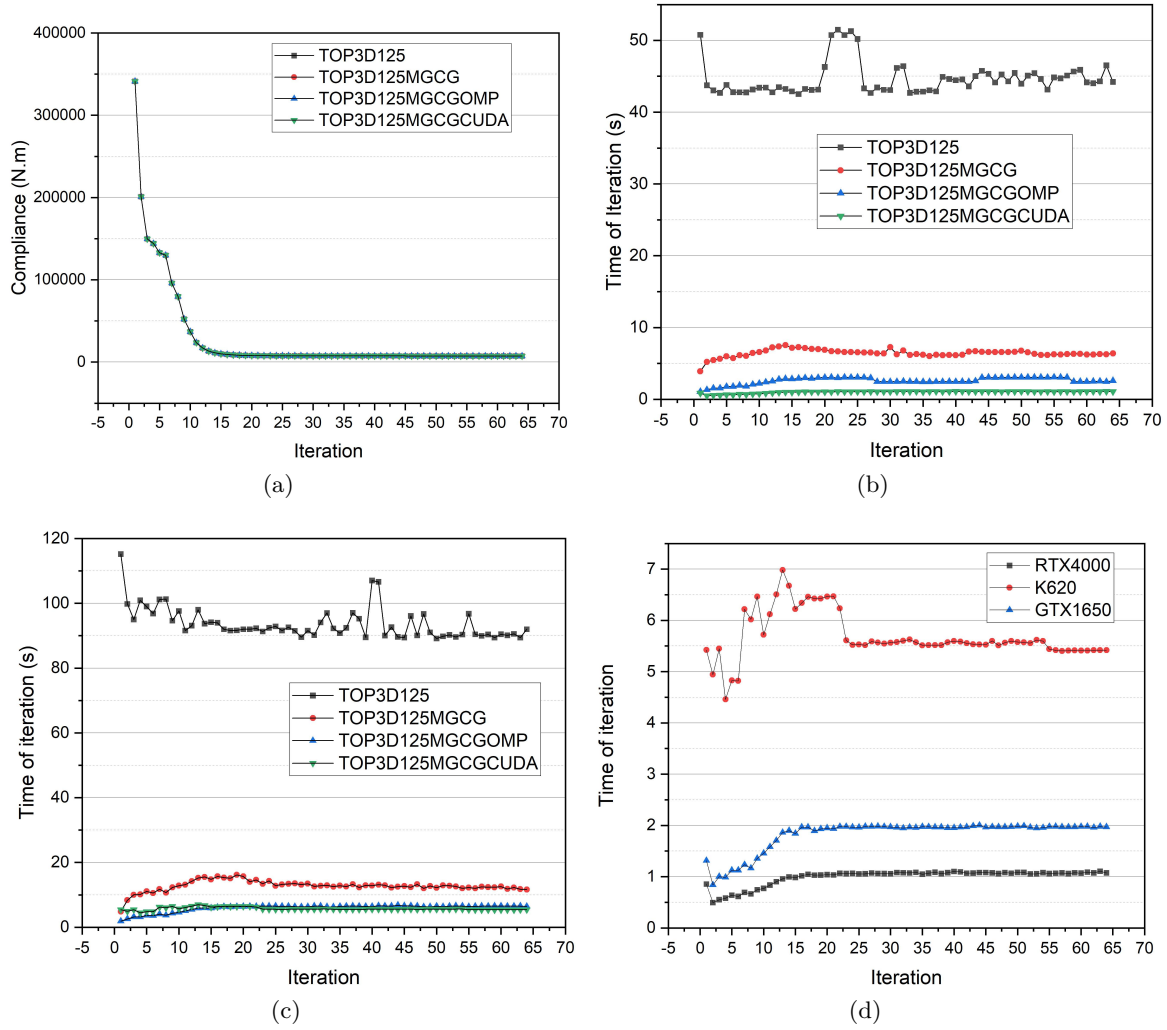 400000
300000
200000
100000
0
Compliance (N.m)
-5 0 5 10 15 20 25 30 35 40 45 50 55 60 65 70
Iteration
TOP3D125
TOP3D125MGCG
TOP3D125MGCGOMP
TOP3D125MGCGCUDA
(a)
50
40
30
20
10
0
Time of Iteration (s)
-5 0 5 10 15 20 25 30 35 40 45 50 55 60 65 70
Iteration
TOP3D125
TOP3D125MGCG
TOP3D125MGCGOMP
TOP3D125MGCGCUDA
(b)
120
100
80
60
40
20
0
Time of iteration (s)
-5 0 5 10 15 20 25 30 35 40 45 50 55 60 65 70
Iteration
TOP3D125
TOP3D125MGCG
TOP3D125MGCGOMP
TOP3D125MGCGCUDA
(c)
7
6
5
4
3
2
1
0
Time of iteration
-5 0 5 10 15 20 25 30 35 40 45 50 55 60 65 70
Iteration
RTX4000
K620
GTX1650
(d)